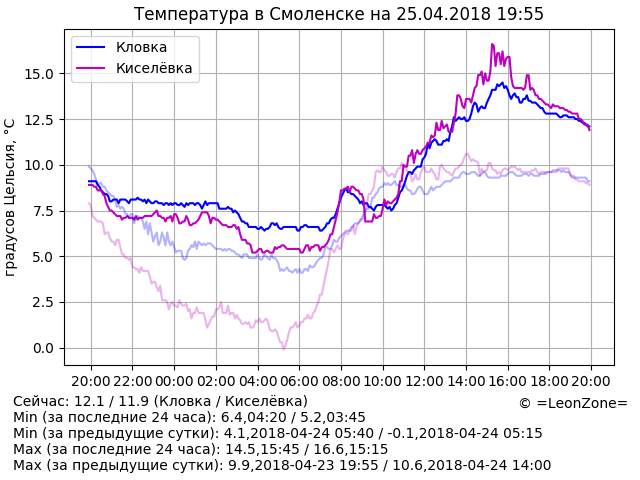 Температура в Смоленске на 25.04.2018 19:55
Кловка
Киселёвка
градусов Цельсия, °C
15.0
12.5
10.0
7.5
5.0
2.5
0.0
20:00 22:00 00:00 02:00 04:00 06:00 08:00 10:00 12:00 14:00 16:00 18:00 20:00
Сейчас: 12.1 / 11.9 (Кловка / Киселёвка)
© =LeonZone=
Min (за последние 24 часа): 6.4,04:20 / 5.2,03:45
Min (за предыдущие сутки): 4.1,2018-04-24 05:40 / -0.1,2018-04-24 05:15
Max (за последние 24 часа): 14.5,15:45 / 16.6,15:15
Max (за предыдущие сутки): 9.9,2018-04-23 19:55 / 10.6,2018-04-24 14:00